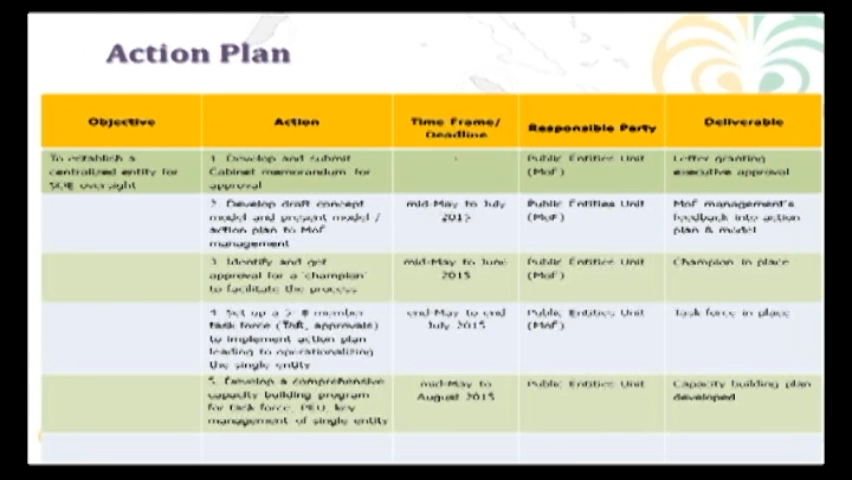 Action Plan
Objective
Action
Time Frame/
Deadline
Responsible Party
Deliverable
To establish a
centralized entity for
SOE oversight
1. Develop and submit
Cabinet memorandum for
approval
-
Public Entities Unit
(MoF)
Letter granting
executive approval
2. Develop draft concept
model and present model /
action plan to MoF
management
mid-May to July
2015
Public Entities Unit
(MoF)
MoF management's
feedback into action
plan & model
3. Identify and get
approval for a 'champion'
to facilitate the process
mid-May to June
2015
Public Entities Unit
(MoF)
Champion in place
4. Set up a member
task force (ToR, approvals)
to implement action plan
leading to operationalizing
the single entity
end-May to end
July 2015
Public Entities Unit
(MoF)
Task force in place
5. Develop a comprehensive
capacity building program
for task force, PEU, key
management of single entity
mid-May to
August 2015
Public Entities Unit
Capacity building plan
developed